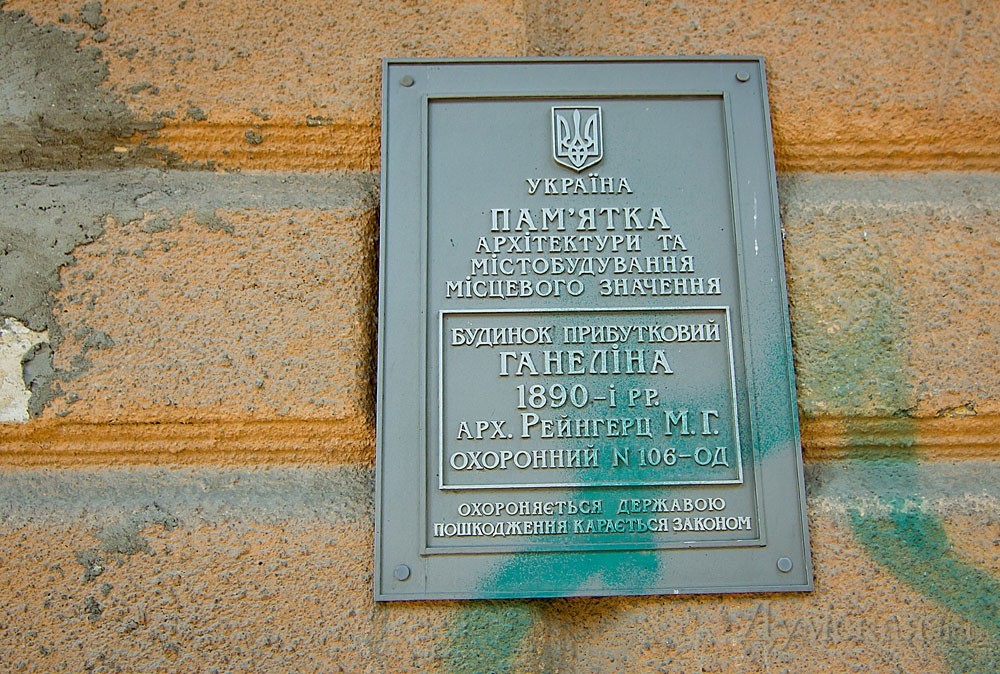 УКРАЇНА
ПАМ'ЯТКА
АРХІТЕКТУРИ ТА
МІСТОБУДУВАННЯ
МІСЦЕВОГО ЗНАЧЕННЯ
БУДИНОК ПРИБУТКОВИЙ
ГАНЕЛІНА
1890-і РР.
АРХ. РЕЙНГЕРЦ М. Г.
ОХОРОННИЙ N 106-ОД
ОХОРОНЯЄТЬСЯ ДЕРЖАВОЮ
ПОШКОДЖЕННЯ КАРАЄТЬСЯ ЗАКОНОМ